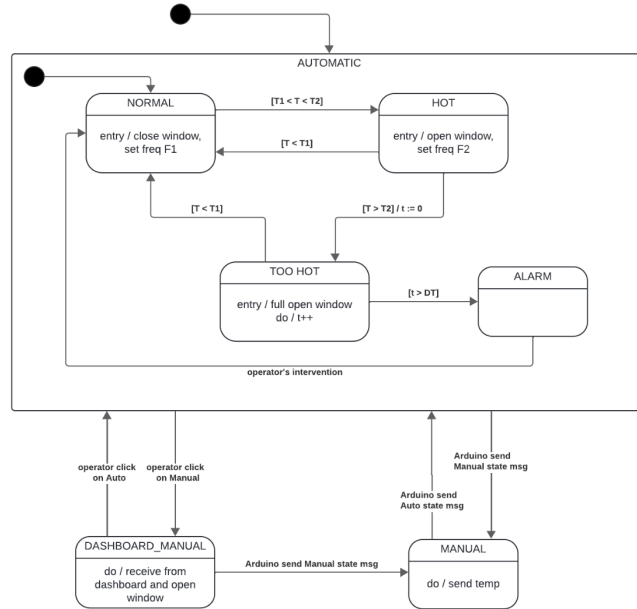 AUTOMATIC
NORMAL
entry / close window,
set freq F1
[T1 < T < T2]
[T < T1]
HOT
entry / open window,
set freq F2
[T < T1]
[T > T2] / t := 0
TOO HOT
entry / full open window
do / t++
[t > DT]
ALARM
operator's intervention
operator click
on Auto
operator click
on Manual
Arduino send
Auto state msg
Arduino send
Manual state msg
DASHBOARD_MANUAL
do / receive from
dashboard and open
window
Arduino send Manual state msg
MANUAL
do / send temp